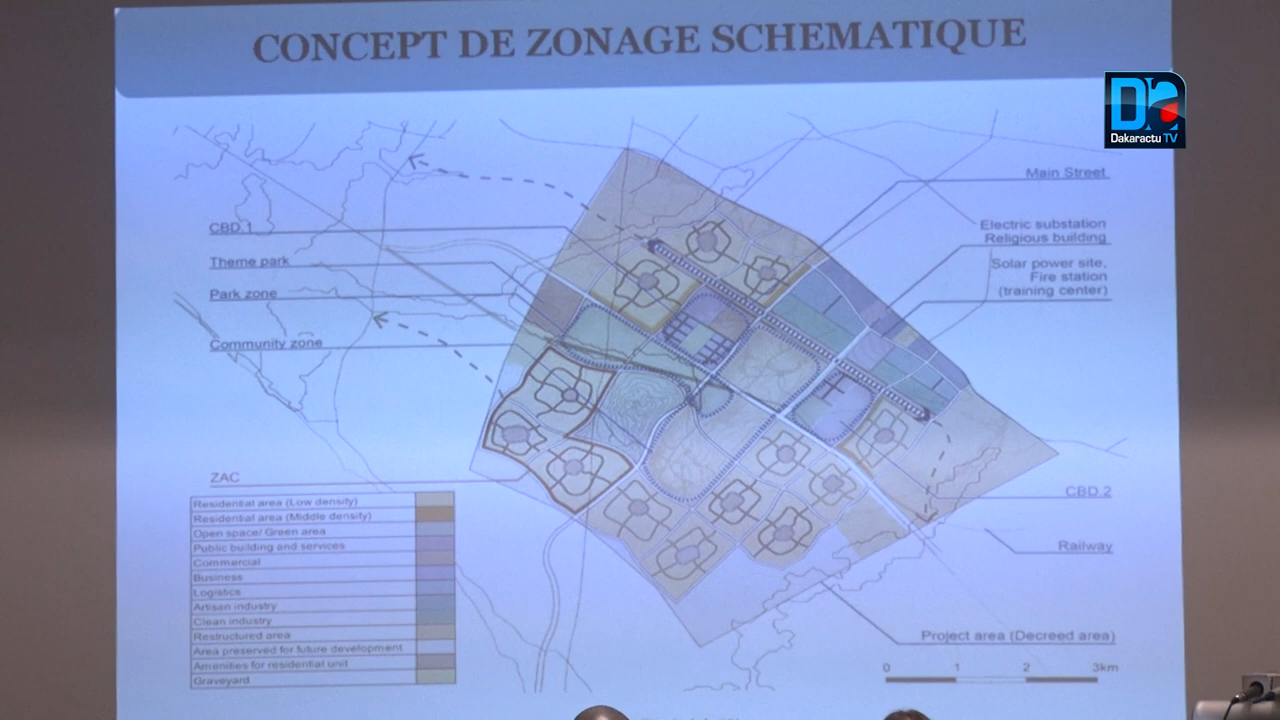 CONCEPT DE ZONAGE SCHEMATIQUE
Dakaractu TV
Main Street
CBD.1
Electric substation
Religious building
Theme park
Solar power site,
Fire station
(training center)
Park zone
Community zone
ZAC
CBD.2
Railway
Project area (Decreed area)
Residential area (Low density)
Residential area (Middle density)
Open space/ Green area
Public building and services
Commercial
Business
Logistics
Artisan industry
Clean industry
Restructured area
Area preserved for future development
Amenities for residential unit
Graveyard
0 1 2 3km